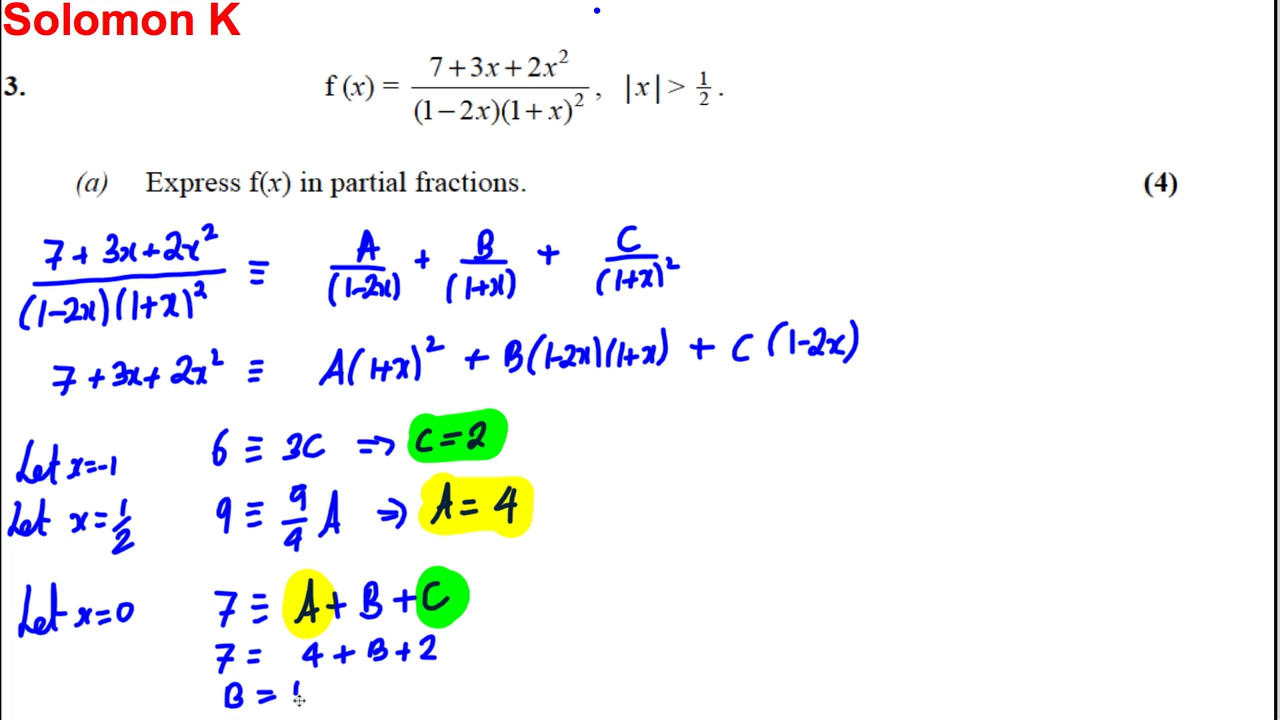 Solomon K
3. f (x) = (7 + 3x + 2x²)/((1 − 2x)(1 + x)²), |x| > 1/2.
(a) Express f(x) in partial fractions. (4)
(7 + 3x + 2x²)/((1-2x)(1+x)²) ≡ A/(1-2x) + B/(1+x) + C/(1+x)²
7 + 3x + 2x² ≡ A(1+x)² + B(1-2x)(1+x) + C(1-2x)
Let x=-1 6 ≡ 3C ⇒ C=2
Let x=1/2 9 ≡ 9/4 A ⇒ A=4
Let x=0 7 ≡ A + B + C
7 = 4 + B + 2
B = 1